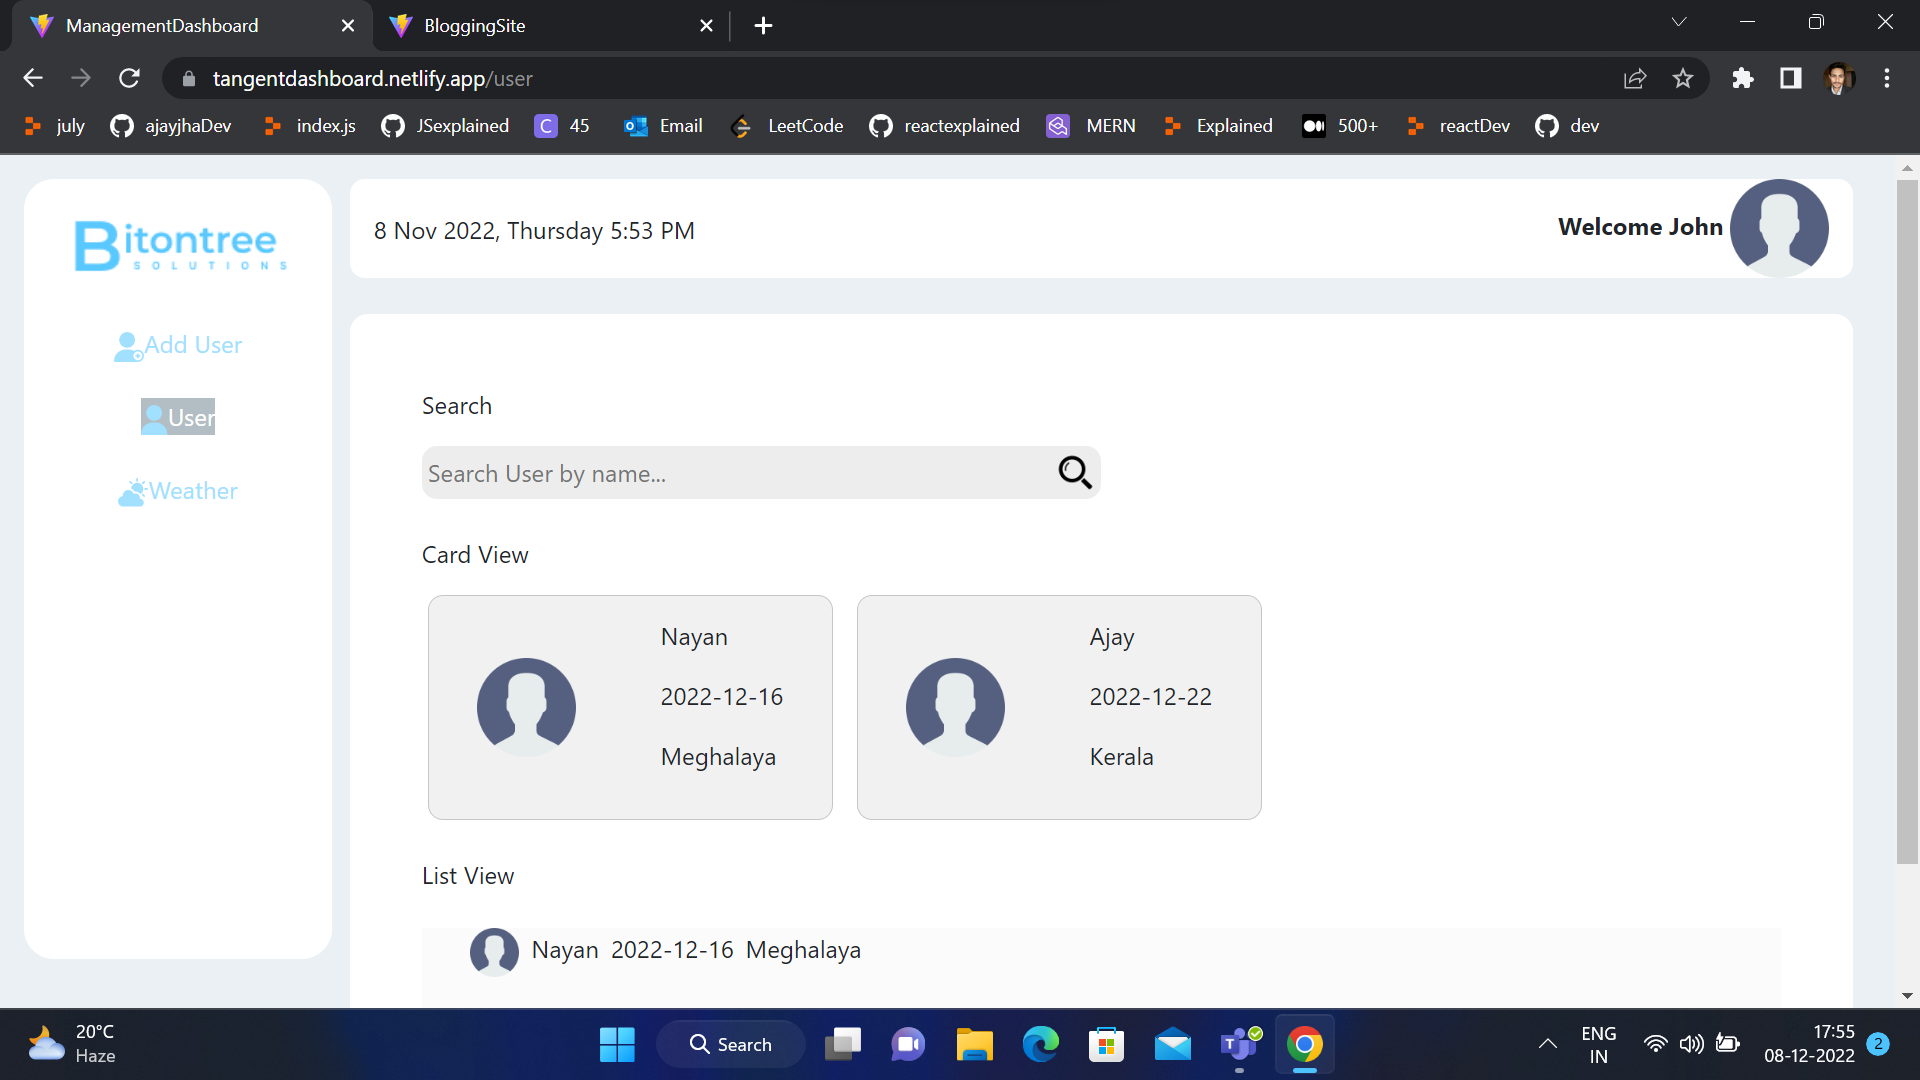 ManagementDashboard
BloggingSite
tangentdashboard.netlify.app/user
july ajayjhaDev index.js JSexplained C 45 Email LeetCode reactexplained MERN Explained 500+ reactDev dev
Bitontree
SOLUTIONS
8 Nov 2022, Thursday 5:53 PM
Welcome John
Add User
User
Weather
Search
Search User by name...
Card View
Nayan
2022-12-16
Meghalaya
Ajay
2022-12-22
Kerala
List View
Nayan 2022-12-16 Meghalaya
20°C
Haze
Search
T
ENG
IN
17:55
08-12-2022
2